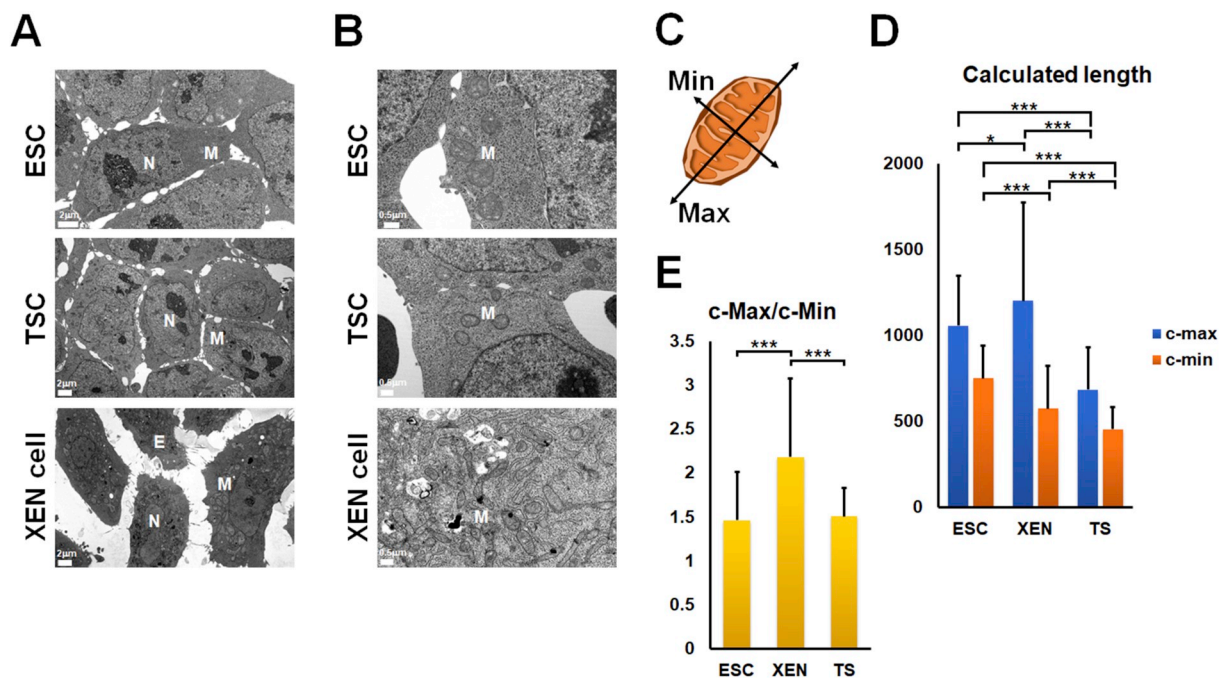 A
ESC
N
M
2μm
TSC
N
M
2μm
XEN cell
E
M
N
2μm
B
ESC
M
0.5μm
TSC
M
0.5μm
XEN cell
M
0.5μm
C
Min
Max
D
Calculated length
***
* ***
***
*** ***
2000
1500
1000
500
0
ESC XEN TS
c-max
c-min
E
c-Max/c-Min
*** ***
3.5
3
2.5
2
1.5
1
0.5
0
ESC XEN TS